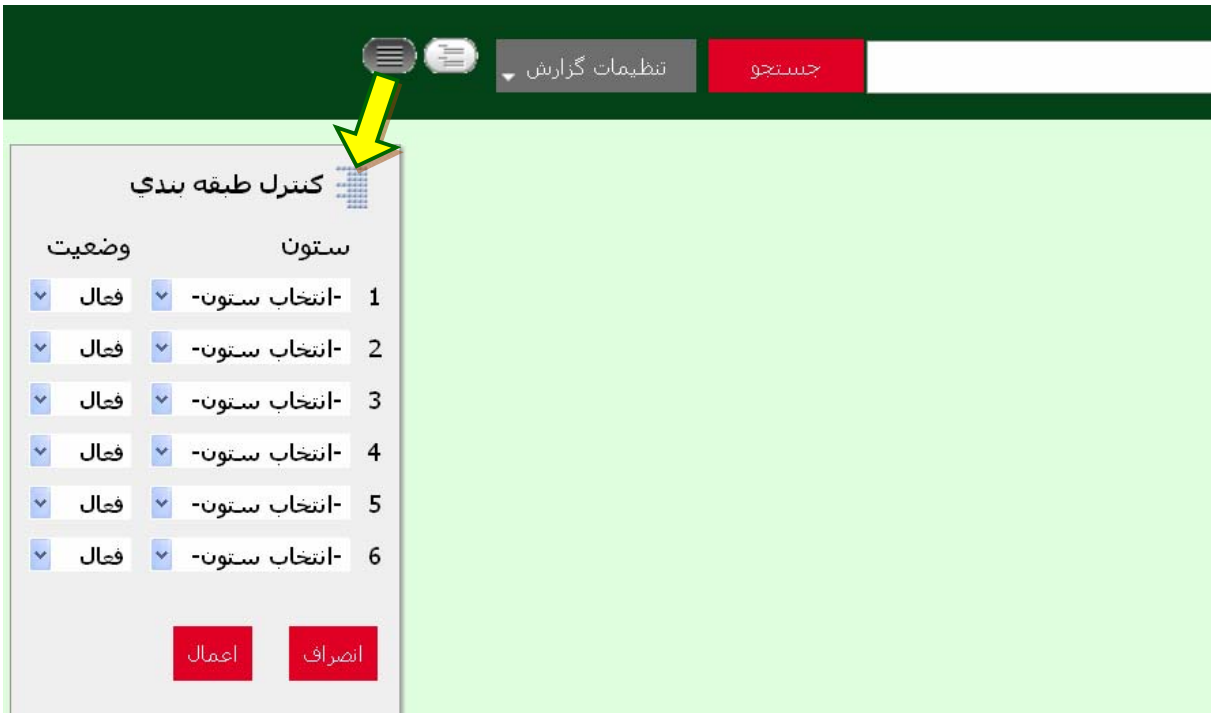 جستجو تنظیمات گزارش
کنترل طبقه بندي
ستون وضعیت
1 -انتخاب ستون- فعال
2 -انتخاب ستون- فعال
3 -انتخاب ستون- فعال
4 -انتخاب ستون- فعال
5 -انتخاب ستون- فعال
6 -انتخاب ستون- فعال
انصراف اعمال